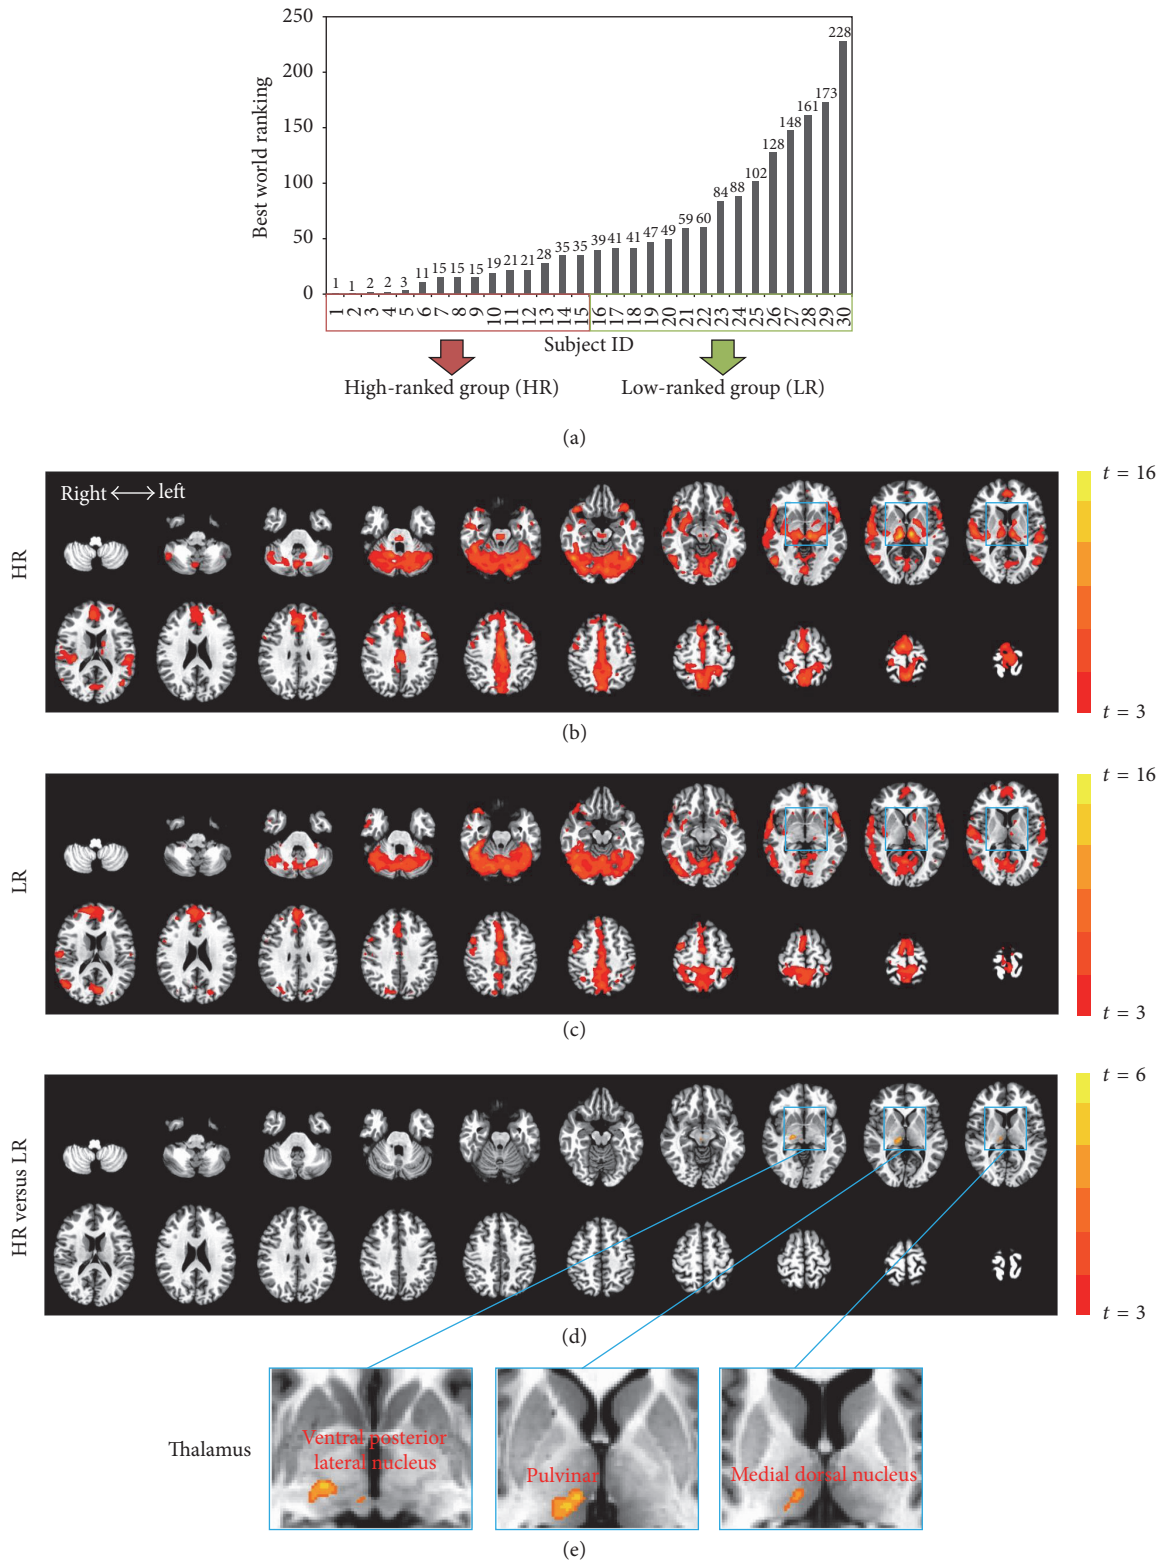 250
200
150
100
50
0
Best world ranking
1 1 2 2 3 11 15 15 15 19 21 21 28 35 35 39 41 41 47 49 59 60 84 88 102 128 148 161 173 228
1 2 3 4 5 6 7 8 9 10 11 12 13 14 15 16 17 18 19 20 21 22 23 24 25 26 27 28 29 30
Subject ID
High-ranked group (HR)
Low-ranked group (LR)
(a)
Right ⟷ left
HR
t = 16
t = 3
(b)
LR
t = 16
t = 3
(c)
HR versus LR
t = 6
t = 3
(d)
Thalamus
Ventral posterior
lateral nucleus
Pulvinar
Medial dorsal nucleus
(e)